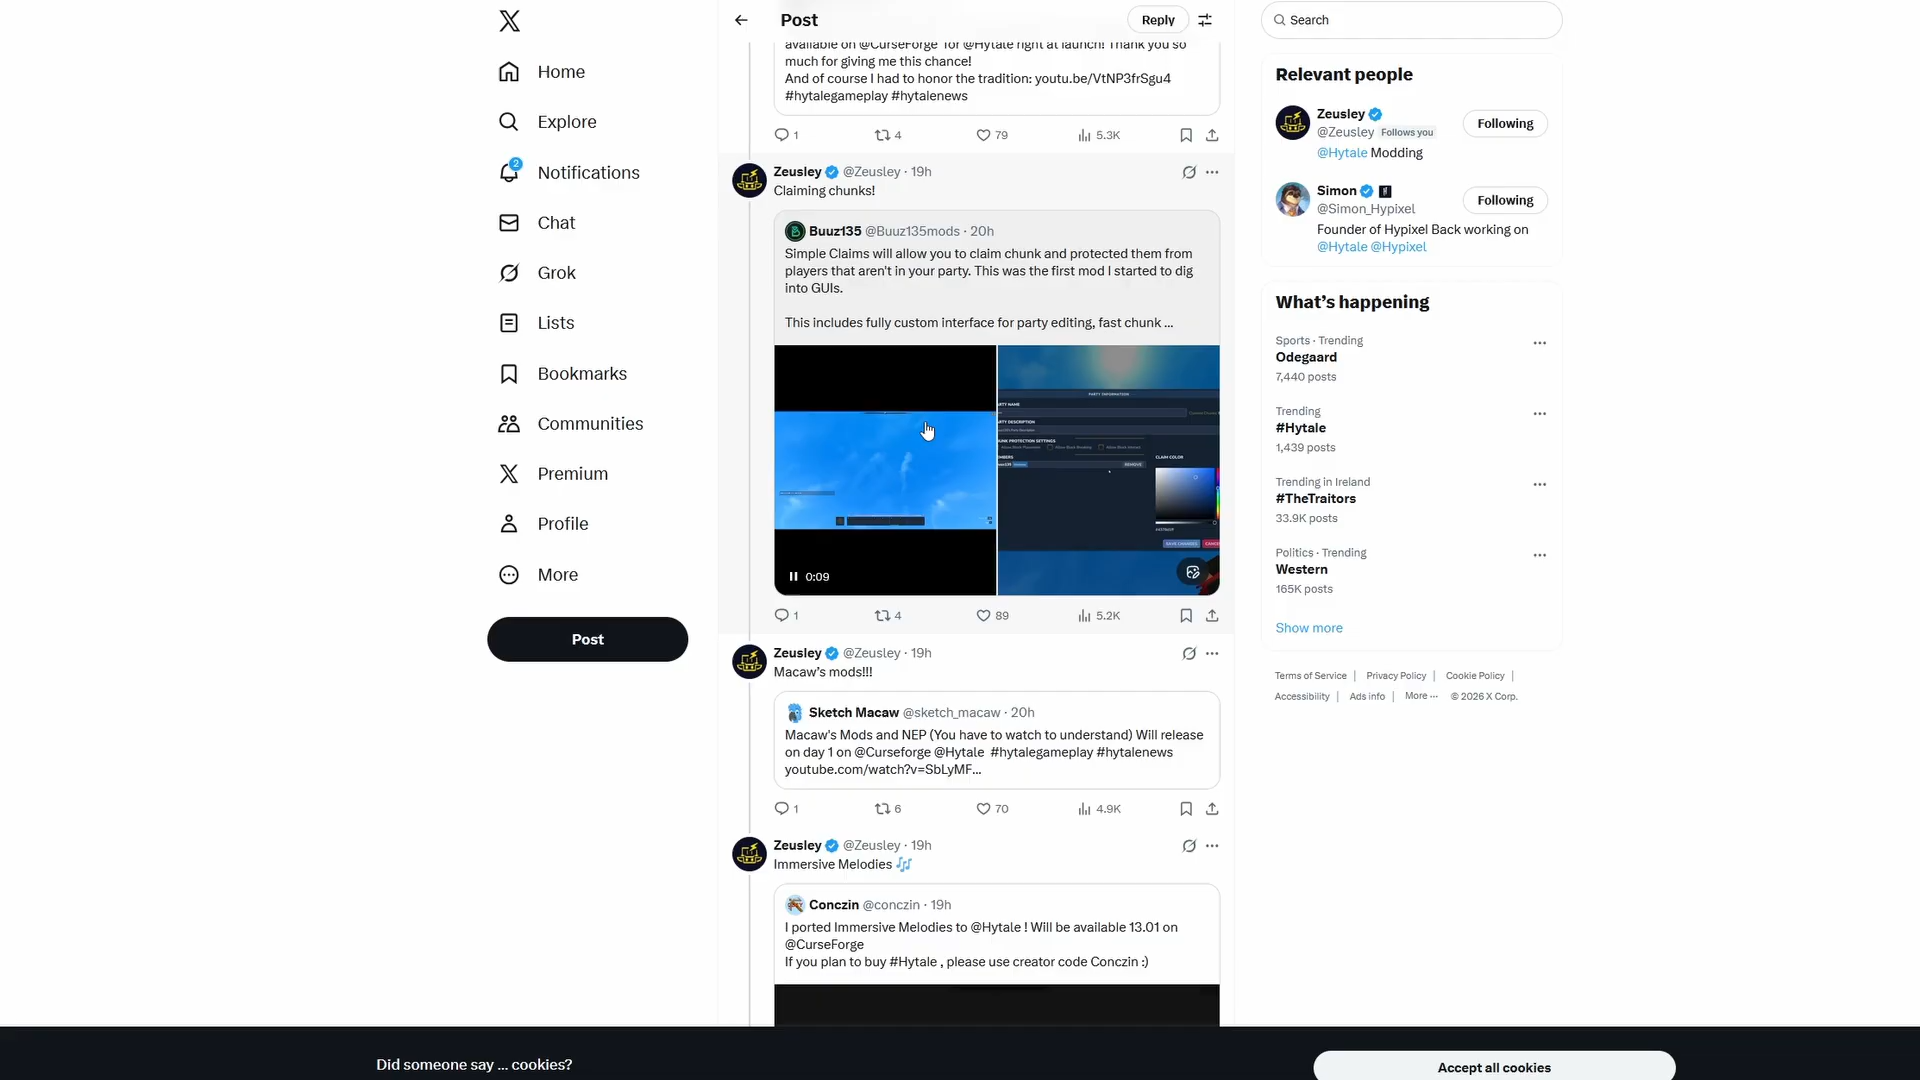 Home
Explore
2
Notifications
Chat
Grok
Lists
Bookmarks
Communities
Premium
Profile
More
Post
Post
Reply
available on @CurseForge for @Hytale right at launch! Thank you so
much for giving me this chance!
And of course I had to honor the tradition: youtu.be/VtNP3frSgu4
#hytalegameplay #hytalenews
1 4 79 5.3K
Zeusley @Zeusley · 19h
Claiming chunks!
Buuz135 @Buuz135mods · 20h
Simple Claims will allow you to claim chunk and protected them from
players that aren't in your party. This was the first mod I started to dig
into GUIs.
This includes fully custom interface for party editing, fast chunk ...
PARTY INFORMATION
CLAIM COLOR
REMOVE
SAVE CHANGES
0:09
1 4 89 5.2K
Zeusley @Zeusley · 19h
Macaw's mods!!!
Sketch Macaw @sketch_macaw · 20h
Macaw's Mods and NEP (You have to watch to understand) Will release
on day 1 on @Curseforge @Hytale #hytalegameplay #hytalenews
youtube.com/watch?v=SbLyMF...
1 6 70 4.9K
Zeusley @Zeusley · 19h
Immersive Melodies 🎶
Conczin @conczin · 19h
I ported Immersive Melodies to @Hytale ! Will be available 13.01 on
@CurseForge
If you plan to buy #Hytale , please use creator code Conczin :)
Search
Relevant people
Zeusley
@Zeusley Follows you
Following
@Hytale Modding
Simon
@Simon_Hypixel
Following
Founder of Hypixel Back working on
@Hytale @Hypixel
What's happening
Sports · Trending
Odegaard
7,440 posts
Trending
#Hytale
1,439 posts
Trending in Ireland
#TheTraitors
33.9K posts
Politics · Trending
Western
165K posts
Show more
Terms of Service | Privacy Policy | Cookie Policy |
Accessibility | Ads info | More ... © 2026 X Corp.
Did someone say ... cookies?
Accept all cookies